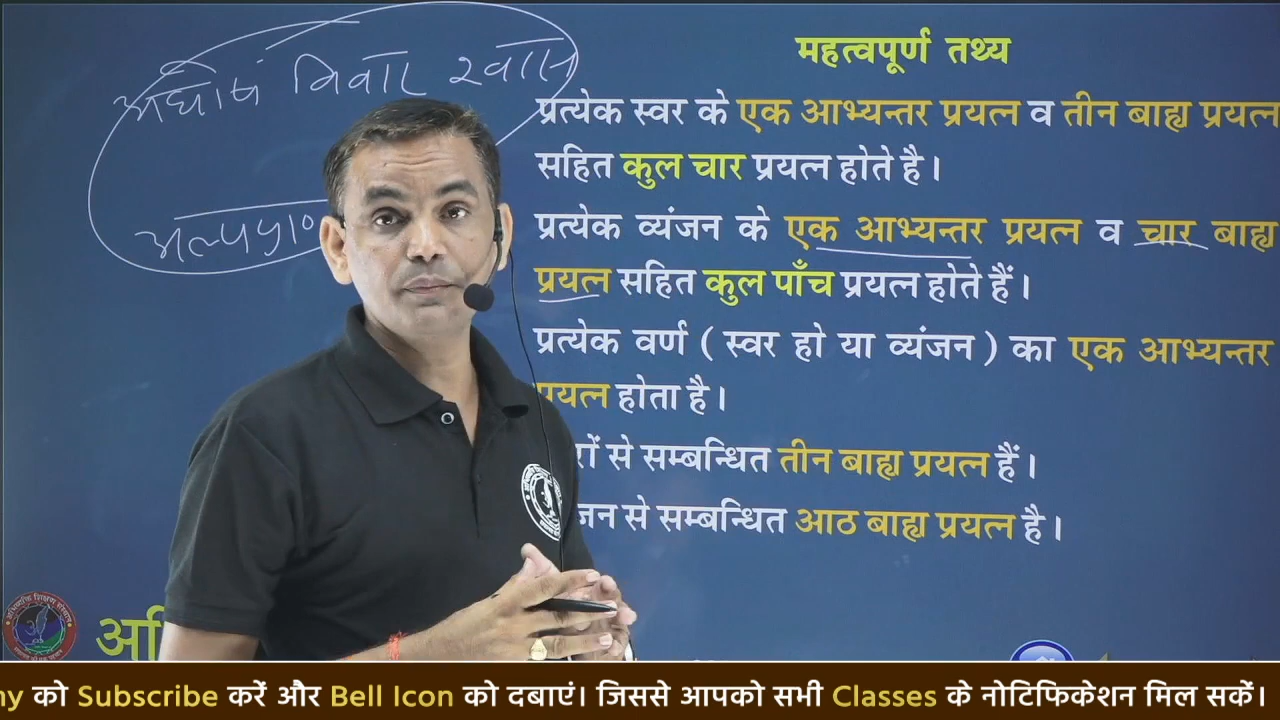 अघोष विवार श्वास
अल्पप्राण
महत्वपूर्ण तथ्य
प्रत्येक स्वर के एक आभ्यन्तर प्रयत्न व तीन बाह्य प्रयत्न
सहित कुल चार प्रयत्न होते है।
प्रत्येक व्यंजन के एक आभ्यन्तर प्रयत्न व चार बाह्य
प्रयत्न सहित कुल पाँच प्रयत्न होते हैं।
प्रत्येक वर्ण ( स्वर हो या व्यंजन ) का एक आभ्यन्तर
प्रयत्न होता है।
से सम्बन्धित तीन बाह्य प्रयत्न हैं।
से सम्बन्धित आठ बाह्य प्रयत्न है।
को Subscribe करें और Bell Icon को दबाएं। जिससे आपको सभी Classes के नोटिफिकेशन मिल सकें।